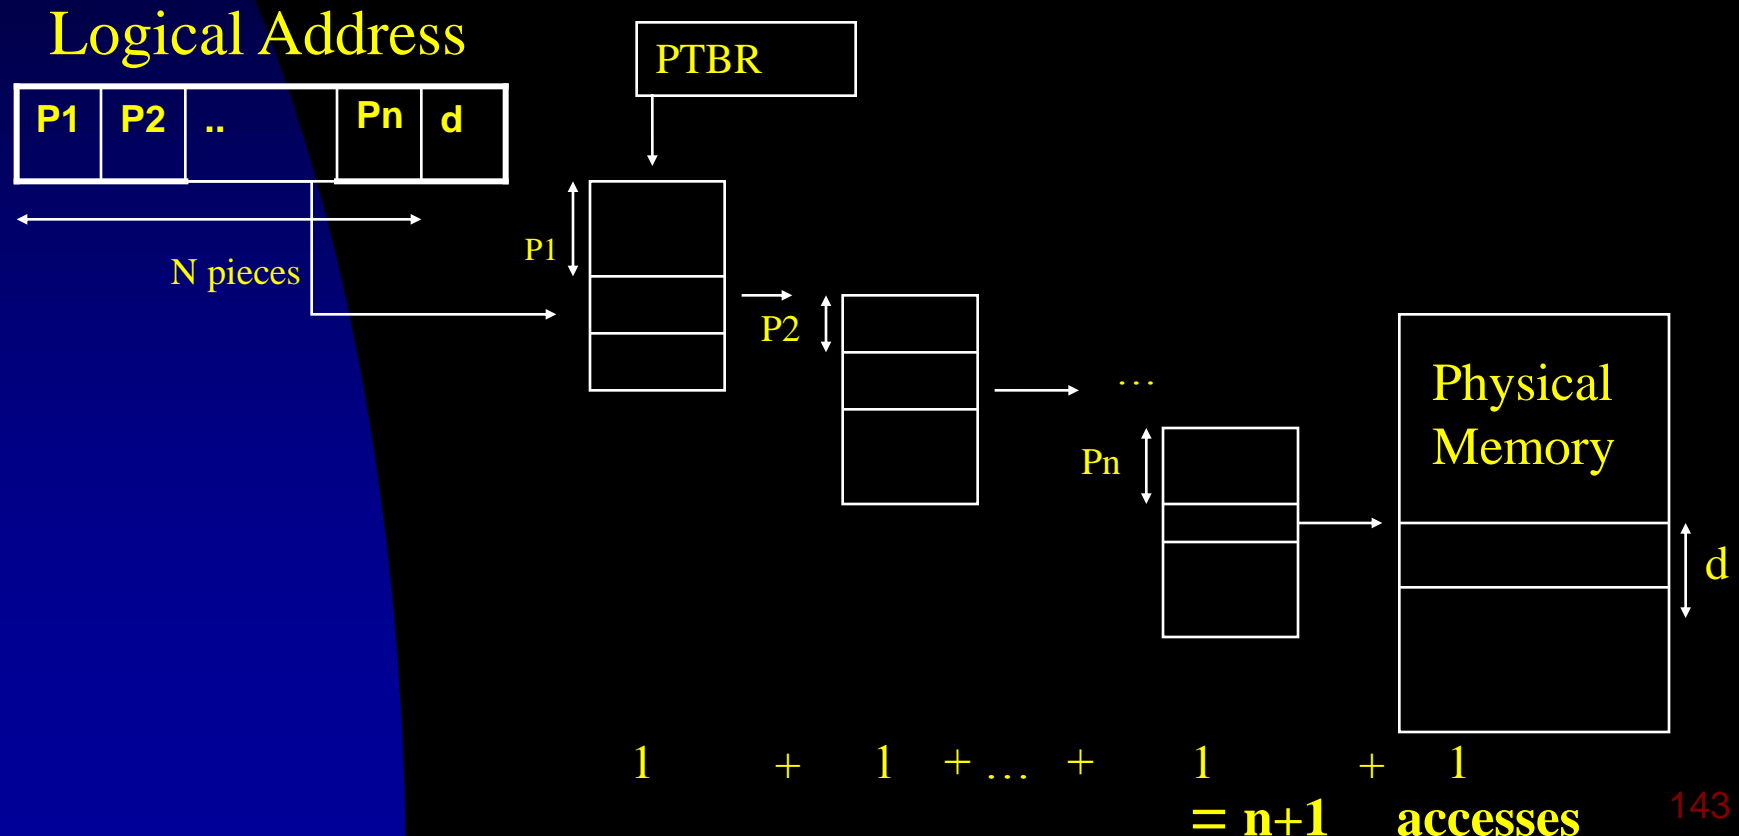 Logical Address
PTBR
P1 P2 .. Pn d
P1
N pieces
P2
…
Physical
Memory
Pn
d
1 + 1 + … + 1 + 1
= n+1 accesses
143